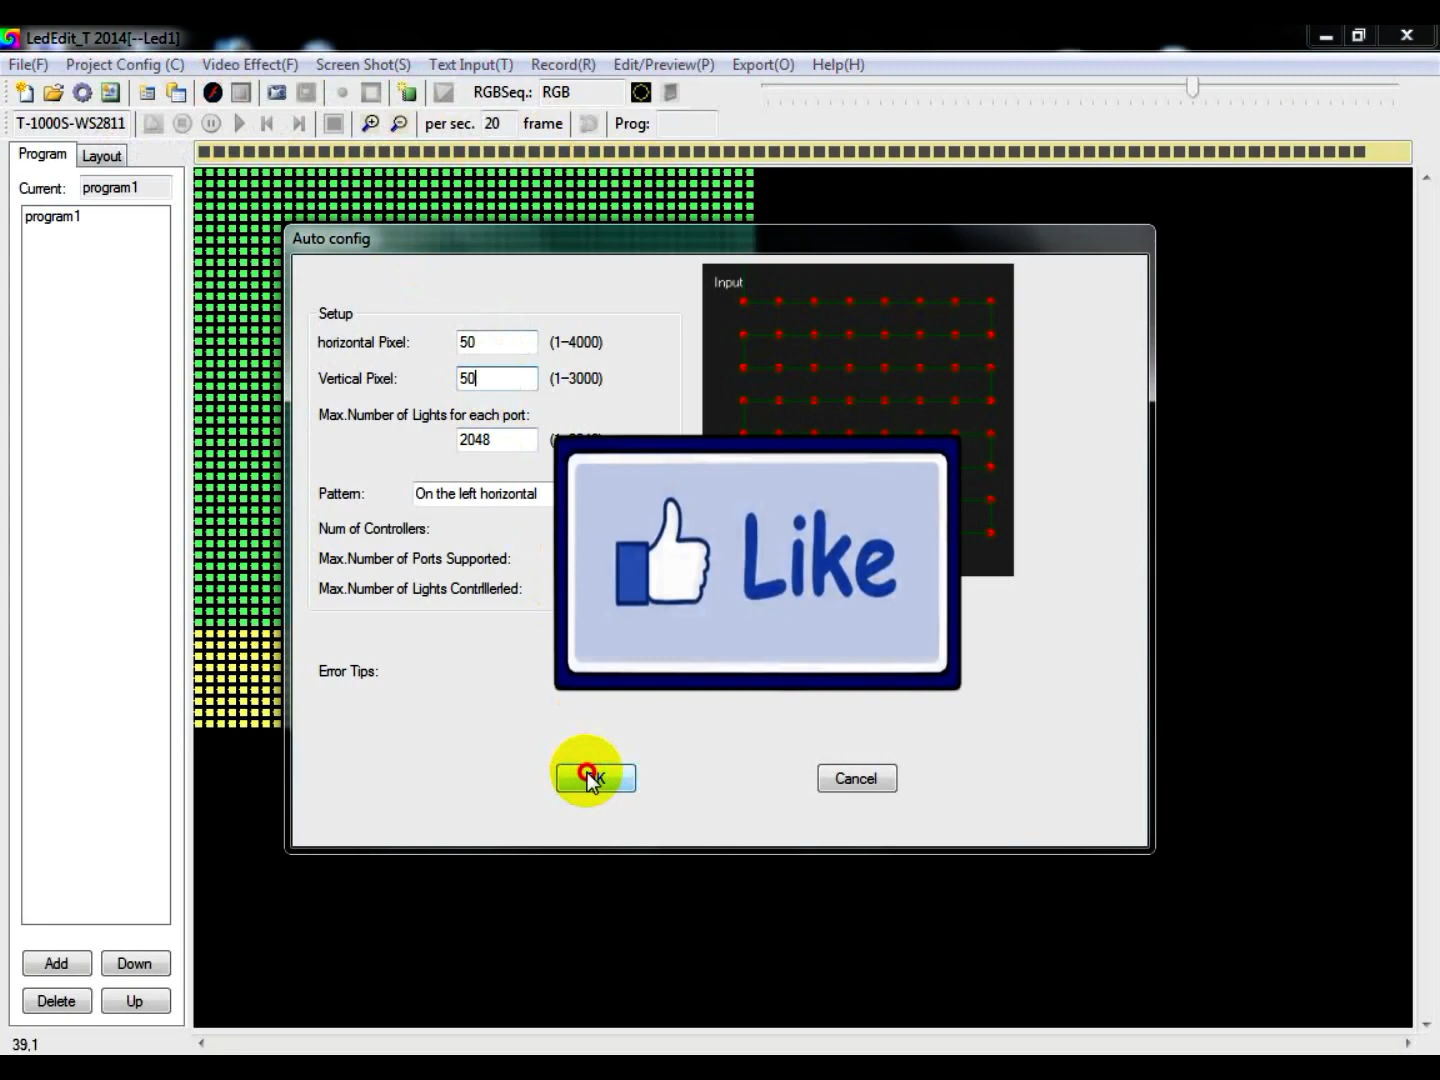 LedEdit_T 2014[--Led1]
File(F) Project Config (C) Video Effect(F) Screen Shot(S) Text Input(T) Record(R) Edit/Preview(P) Export(O) Help(H)
RGBSeq.: RGB
T-1000S-WS2811 per sec. 20 frame Prog:
Program Layout
Current: program1
program1
Auto config
Input
Setup
horizontal Pixel: 50 (1-4000)
Vertical Pixel: 50 (1-3000)
Max.Number of Lights for each port:
2048
Pattern: On the left horizontal
Num of Controllers:
Max.Number of Ports Supported:
Max.Number of Lights Contrlllerled:
Like
Error Tips:
Cancel
Add Down
Delete Up
39,1